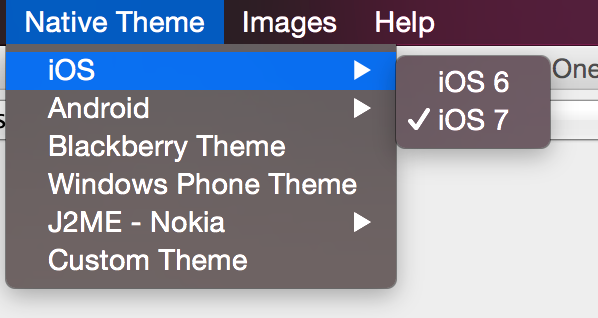 Native Theme Images Help
iOS
Android
Blackberry Theme
Windows Phone Theme
J2ME - Nokia
Custom Theme
iOS 6
iOS 7
One